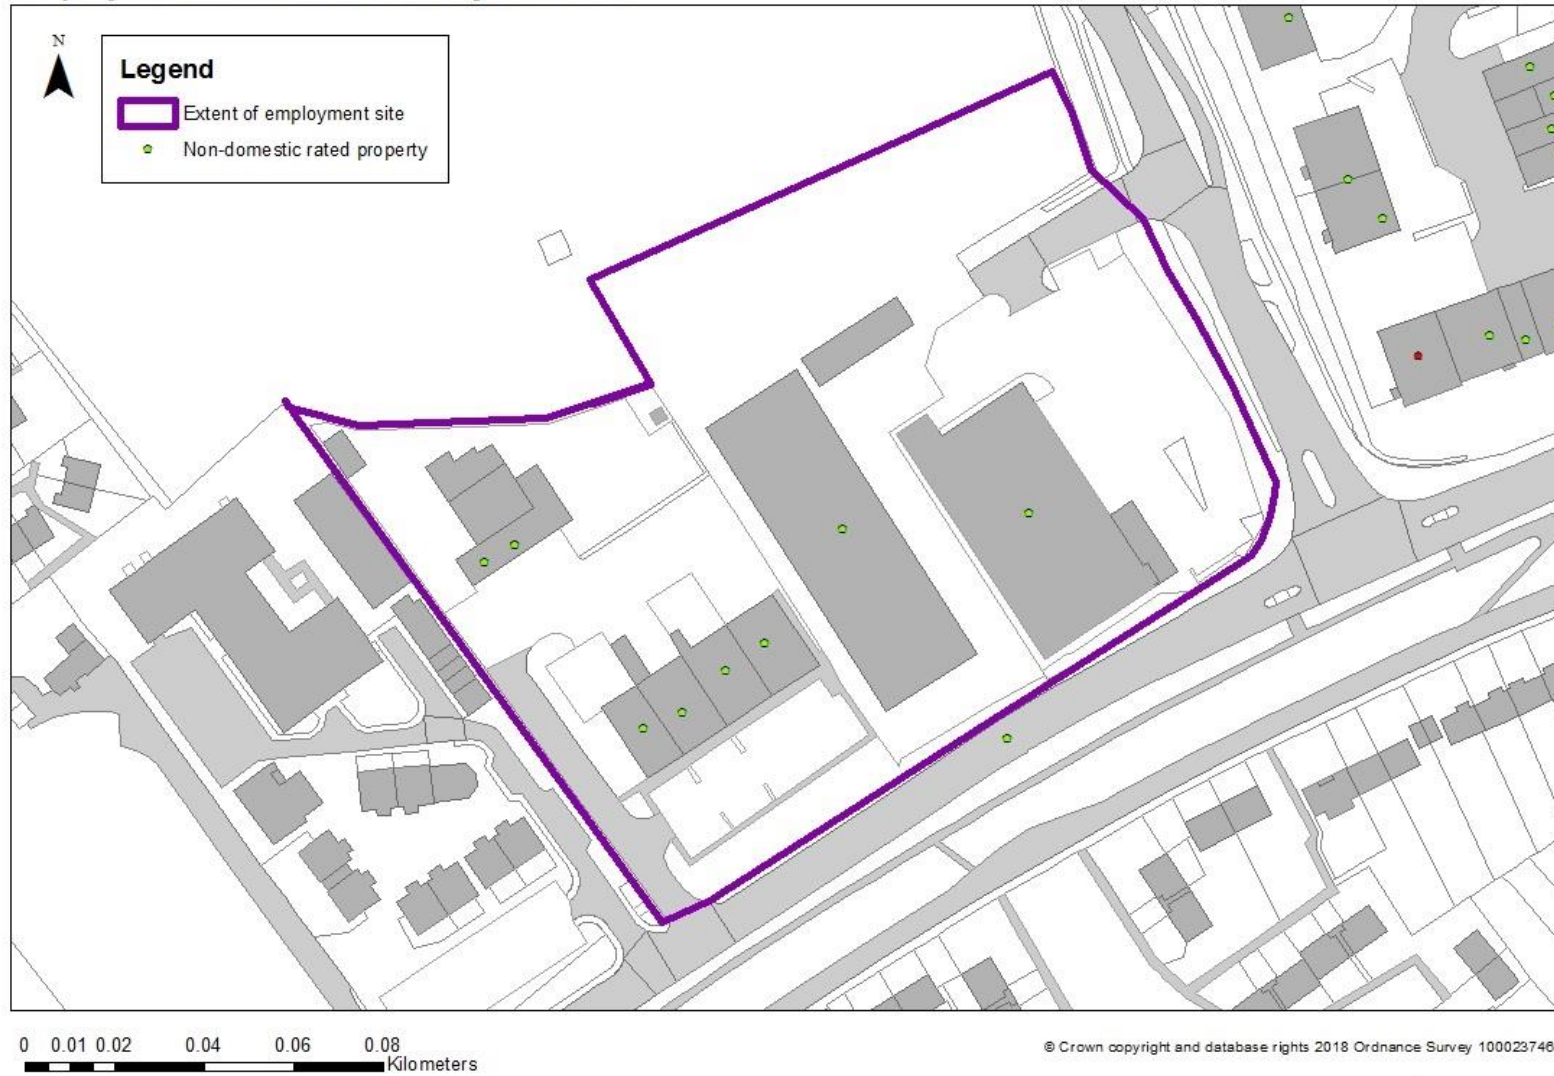 N
Legend
Extent of employment site
Non-domestic rated property
0 0.01 0.02 0.04 0.06 0.08
Kilometers
© Crown copyright and database rights 2018 Ordnance Survey 100023746